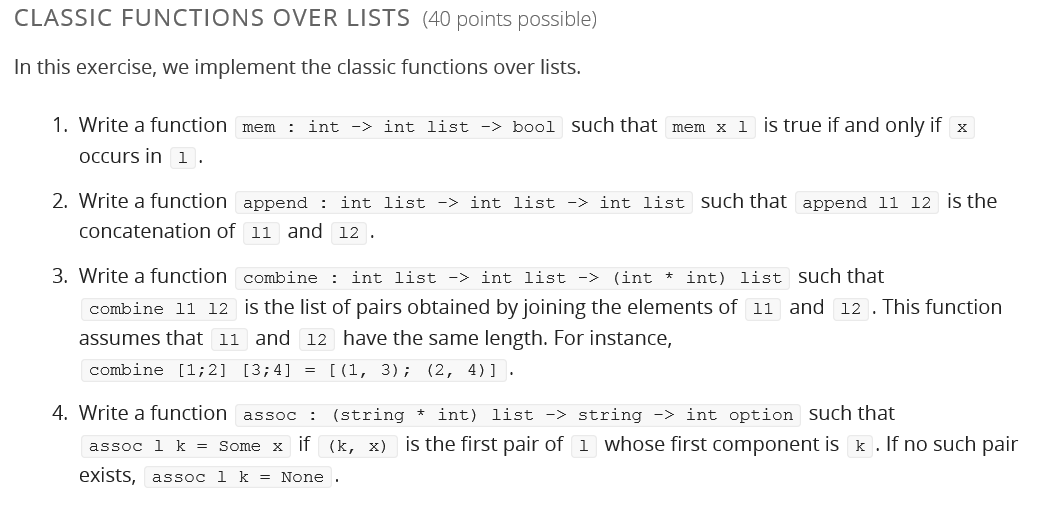 CLASSIC FUNCTIONS OVER LISTS (40 points possible)
In this exercise, we implement the classic functions over lists.
1. Write a function mem : int -> int list -> bool such that mem x l is true if and only if x
occurs in l .
2. Write a function append : int list -> int list -> int list such that append l1 l2 is the
concatenation of l1 and l2 .
3. Write a function combine : int list -> int list -> (int * int) list such that
combine l1 l2 is the list of pairs obtained by joining the elements of l1 and l2 . This function
assumes that l1 and l2 have the same length. For instance,
combine [1;2] [3;4] = [(1, 3); (2, 4)] .
4. Write a function assoc : (string * int) list -> string -> int option such that
assoc l k = Some x if (k, x) is the first pair of l whose first component is k . If no such pair
exists, assoc l k = None .